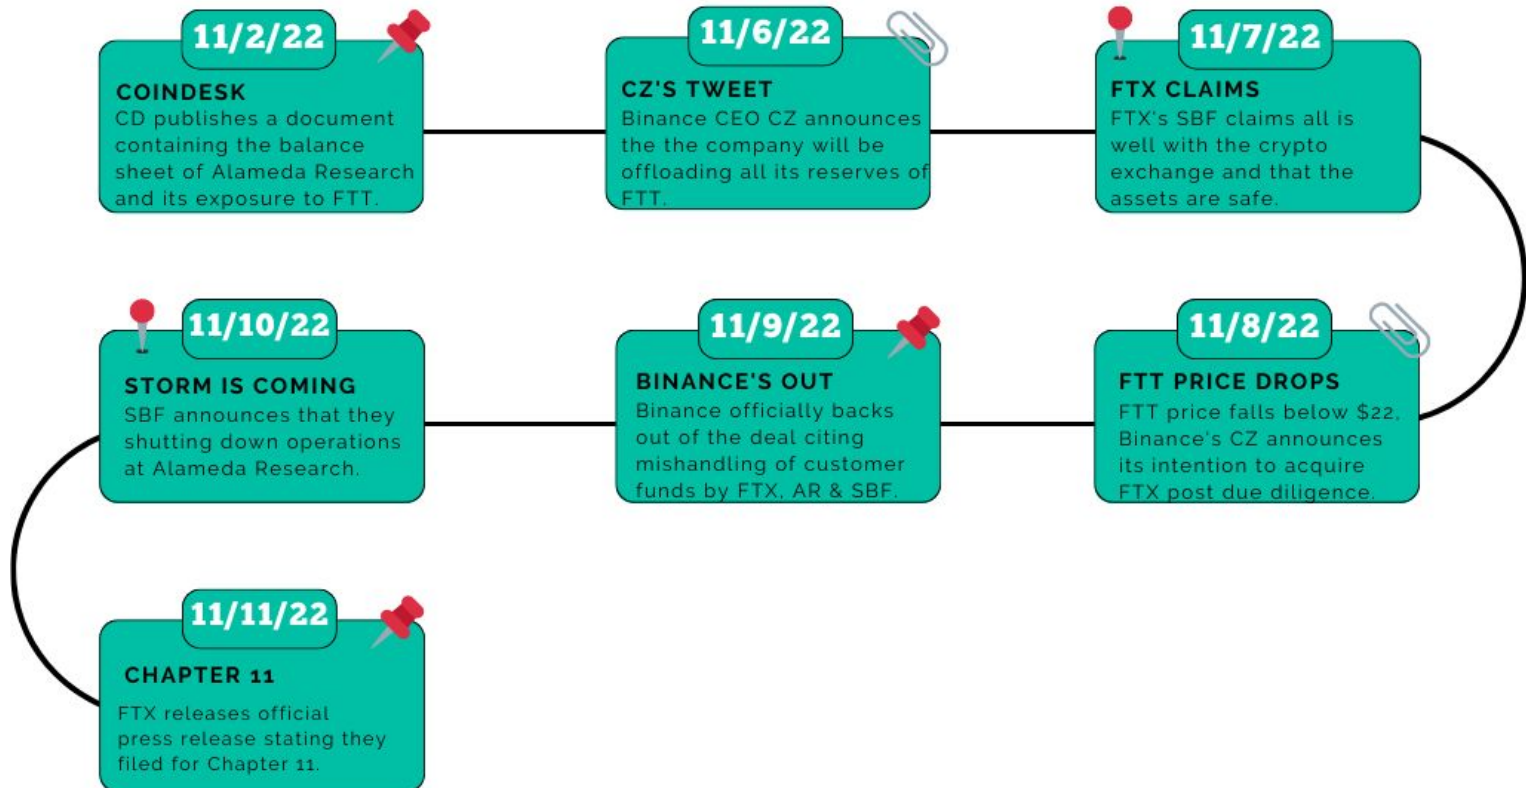 11/2/22
COINDESK
CD publishes a document
containing the balance
sheet of Alameda Research
and its exposure to FTT.
11/6/22
CZ'S TWEET
Binance CEO CZ announces
the the company will be
offloading all its reserves of
FTT.
11/7/22
FTX CLAIMS
FTX's SBF claims all is
well with the crypto
exchange and that the
assets are safe.
11/8/22
FTT PRICE DROPS
FTT price falls below $22,
Binance's CZ announces
its intention to acquire
FTX post due diligence.
11/9/22
BINANCE'S OUT
Binance officially backs
out of the deal citing
mishandling of customer
funds by FTX, AR & SBF.
11/10/22
STORM IS COMING
SBF announces that they
shutting down operations
at Alameda Research.
11/11/22
CHAPTER 11
FTX releases official
press release stating they
filed for Chapter 11.